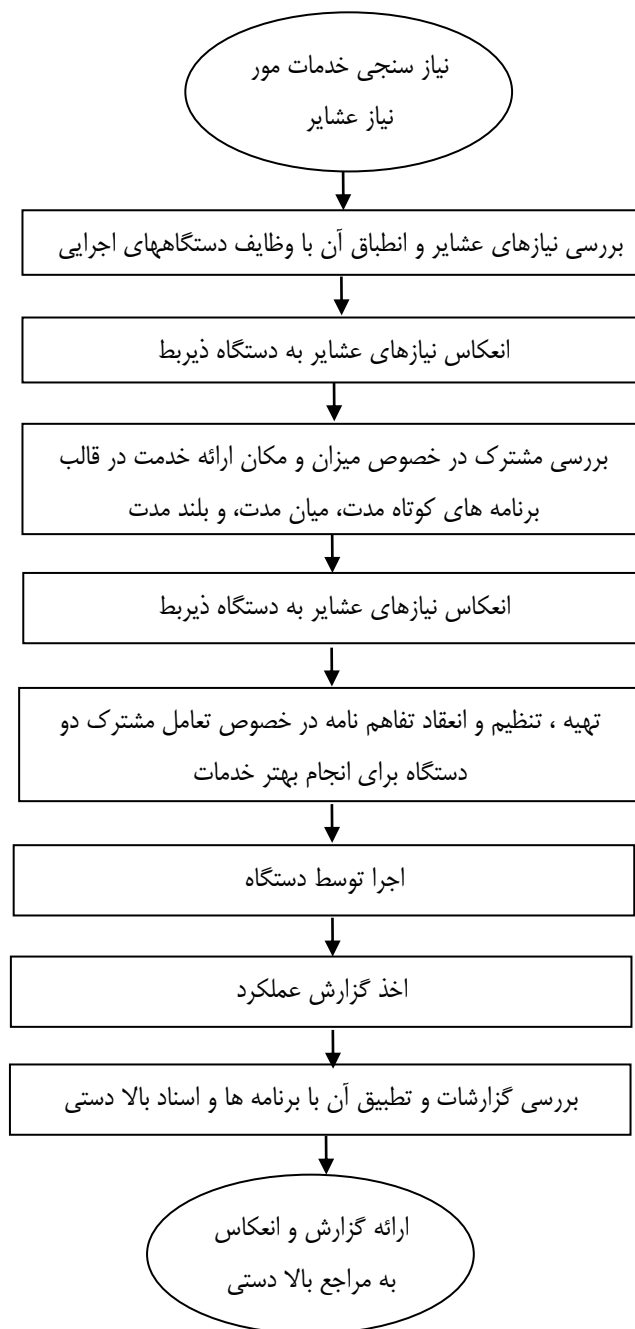 نیاز سنجی خدمات مور
نیاز عشایر
بررسی نیازهای عشایر و انطباق آن با وظایف دستگاههای اجرایی
انعکاس نیازهای عشایر به دستگاه ذیربط
بررسی مشترک در خصوص میزان و مکان ارائه خدمت در قالب
برنامه های کوتاه مدت، میان مدت، و بلند مدت
انعکاس نیازهای عشایر به دستگاه ذیربط
تهیه ، تنظیم و انعقاد تفاهم نامه در خصوص تعامل مشترک دو
دستگاه برای انجام بهتر خدمات
اجرا توسط دستگاه
اخذ گزارش عملکرد
بررسی گزارشات و تطبیق آن با برنامه ها و اسناد بالا دستی
ارائه گزارش و انعکاس
به مراجع بالا دستی